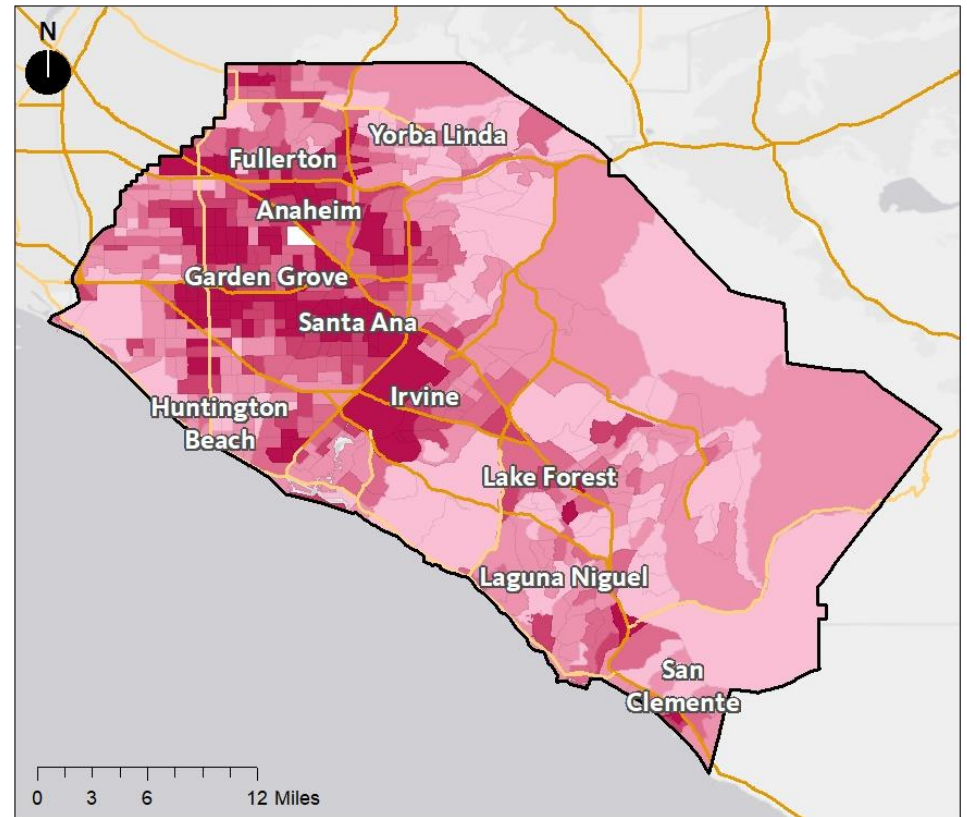 N
Yorba Linda
Fullerton
Anaheim
Garden Grove
Santa Ana
Irvine
Huntington
Beach
Lake Forest
Laguna Niguel
San
Clemente
0 3 6 12 Miles